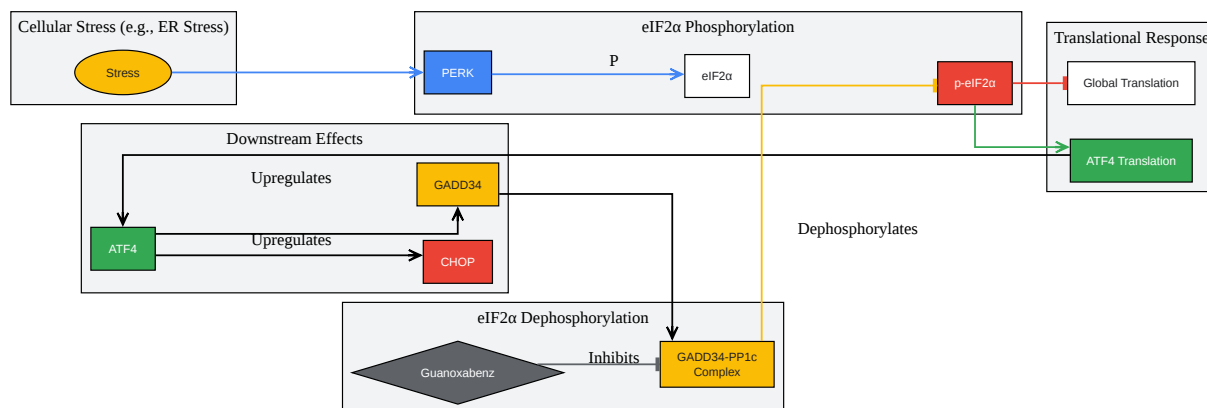 Cellular Stress (e.g., ER Stress)
Stress
eIF2α Phosphorylation
PERK
P
eIF2α
p-eIF2α
Translational Response
Global Translation
ATF4 Translation
Downstream Effects
Upregulates
GADD34
ATF4
Upregulates
CHOP
Dephosphorylates
eIF2α Dephosphorylation
Guanoxabenz
Inhibits
GADD34-PP1c
Complex